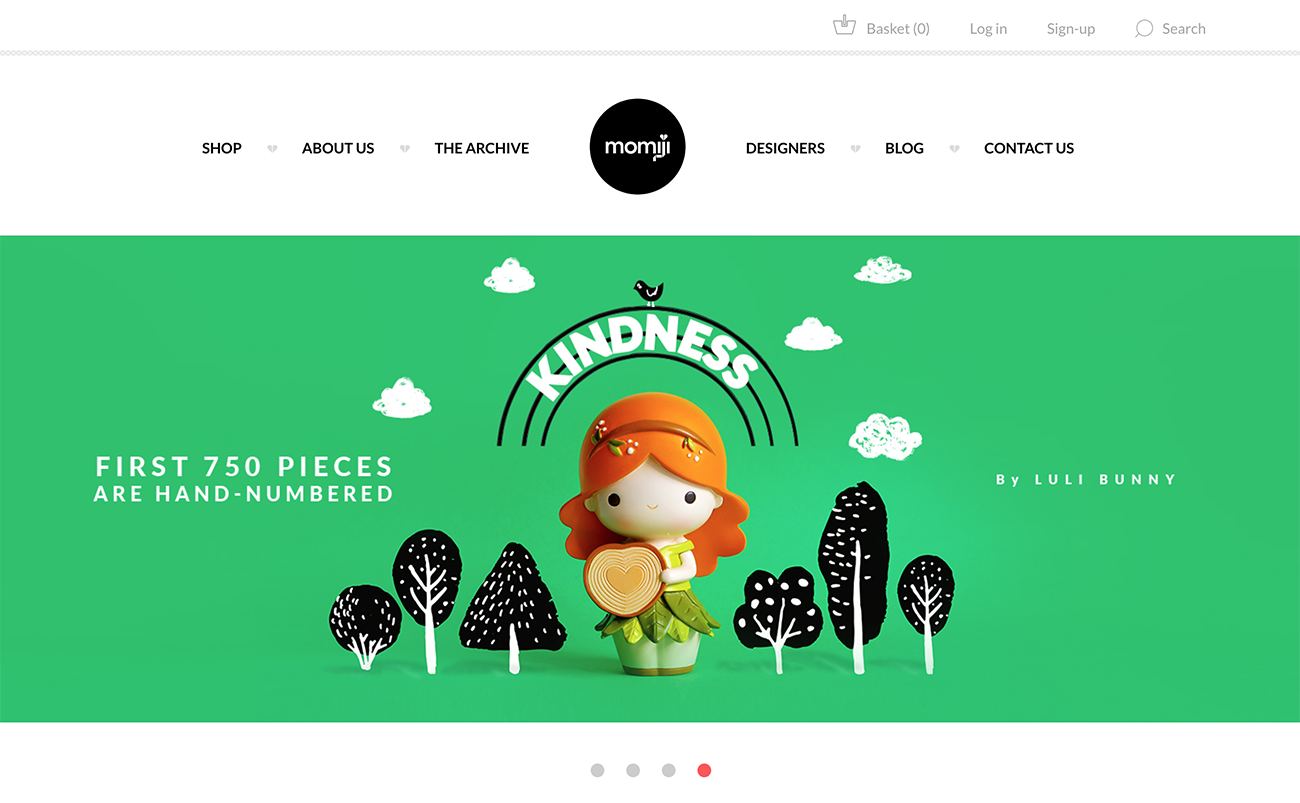 Basket (0)
Log in
Sign-up
Search
SHOP
ABOUT US
THE ARCHIVE
momiji
DESIGNERS
BLOG
CONTACT US
KINDNESS
FIRST 750 PIECES
ARE HAND-NUMBERED
By LULI BUNNY